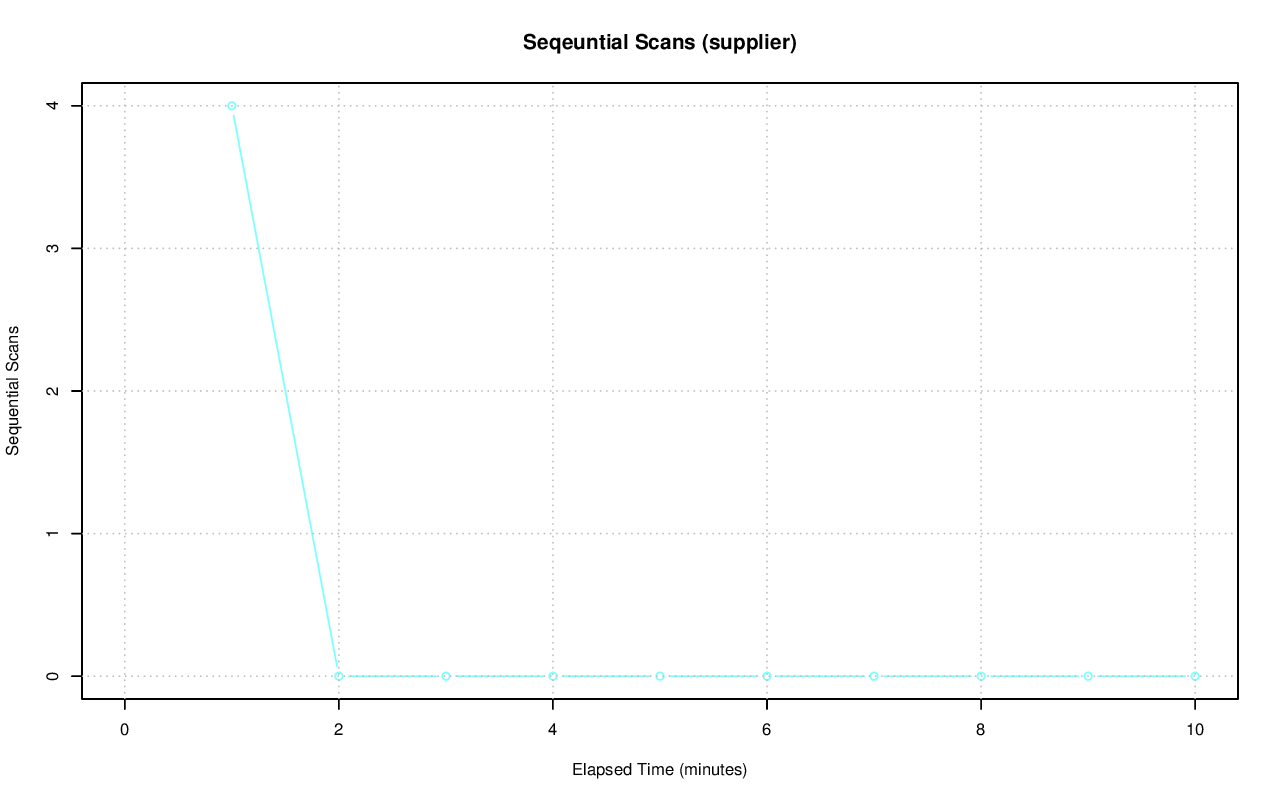 Seqeuntial Scans (supplier)
4
3
2
1
0
Sequential Scans
0 2 4 6 8 10
Elapsed Time (minutes)